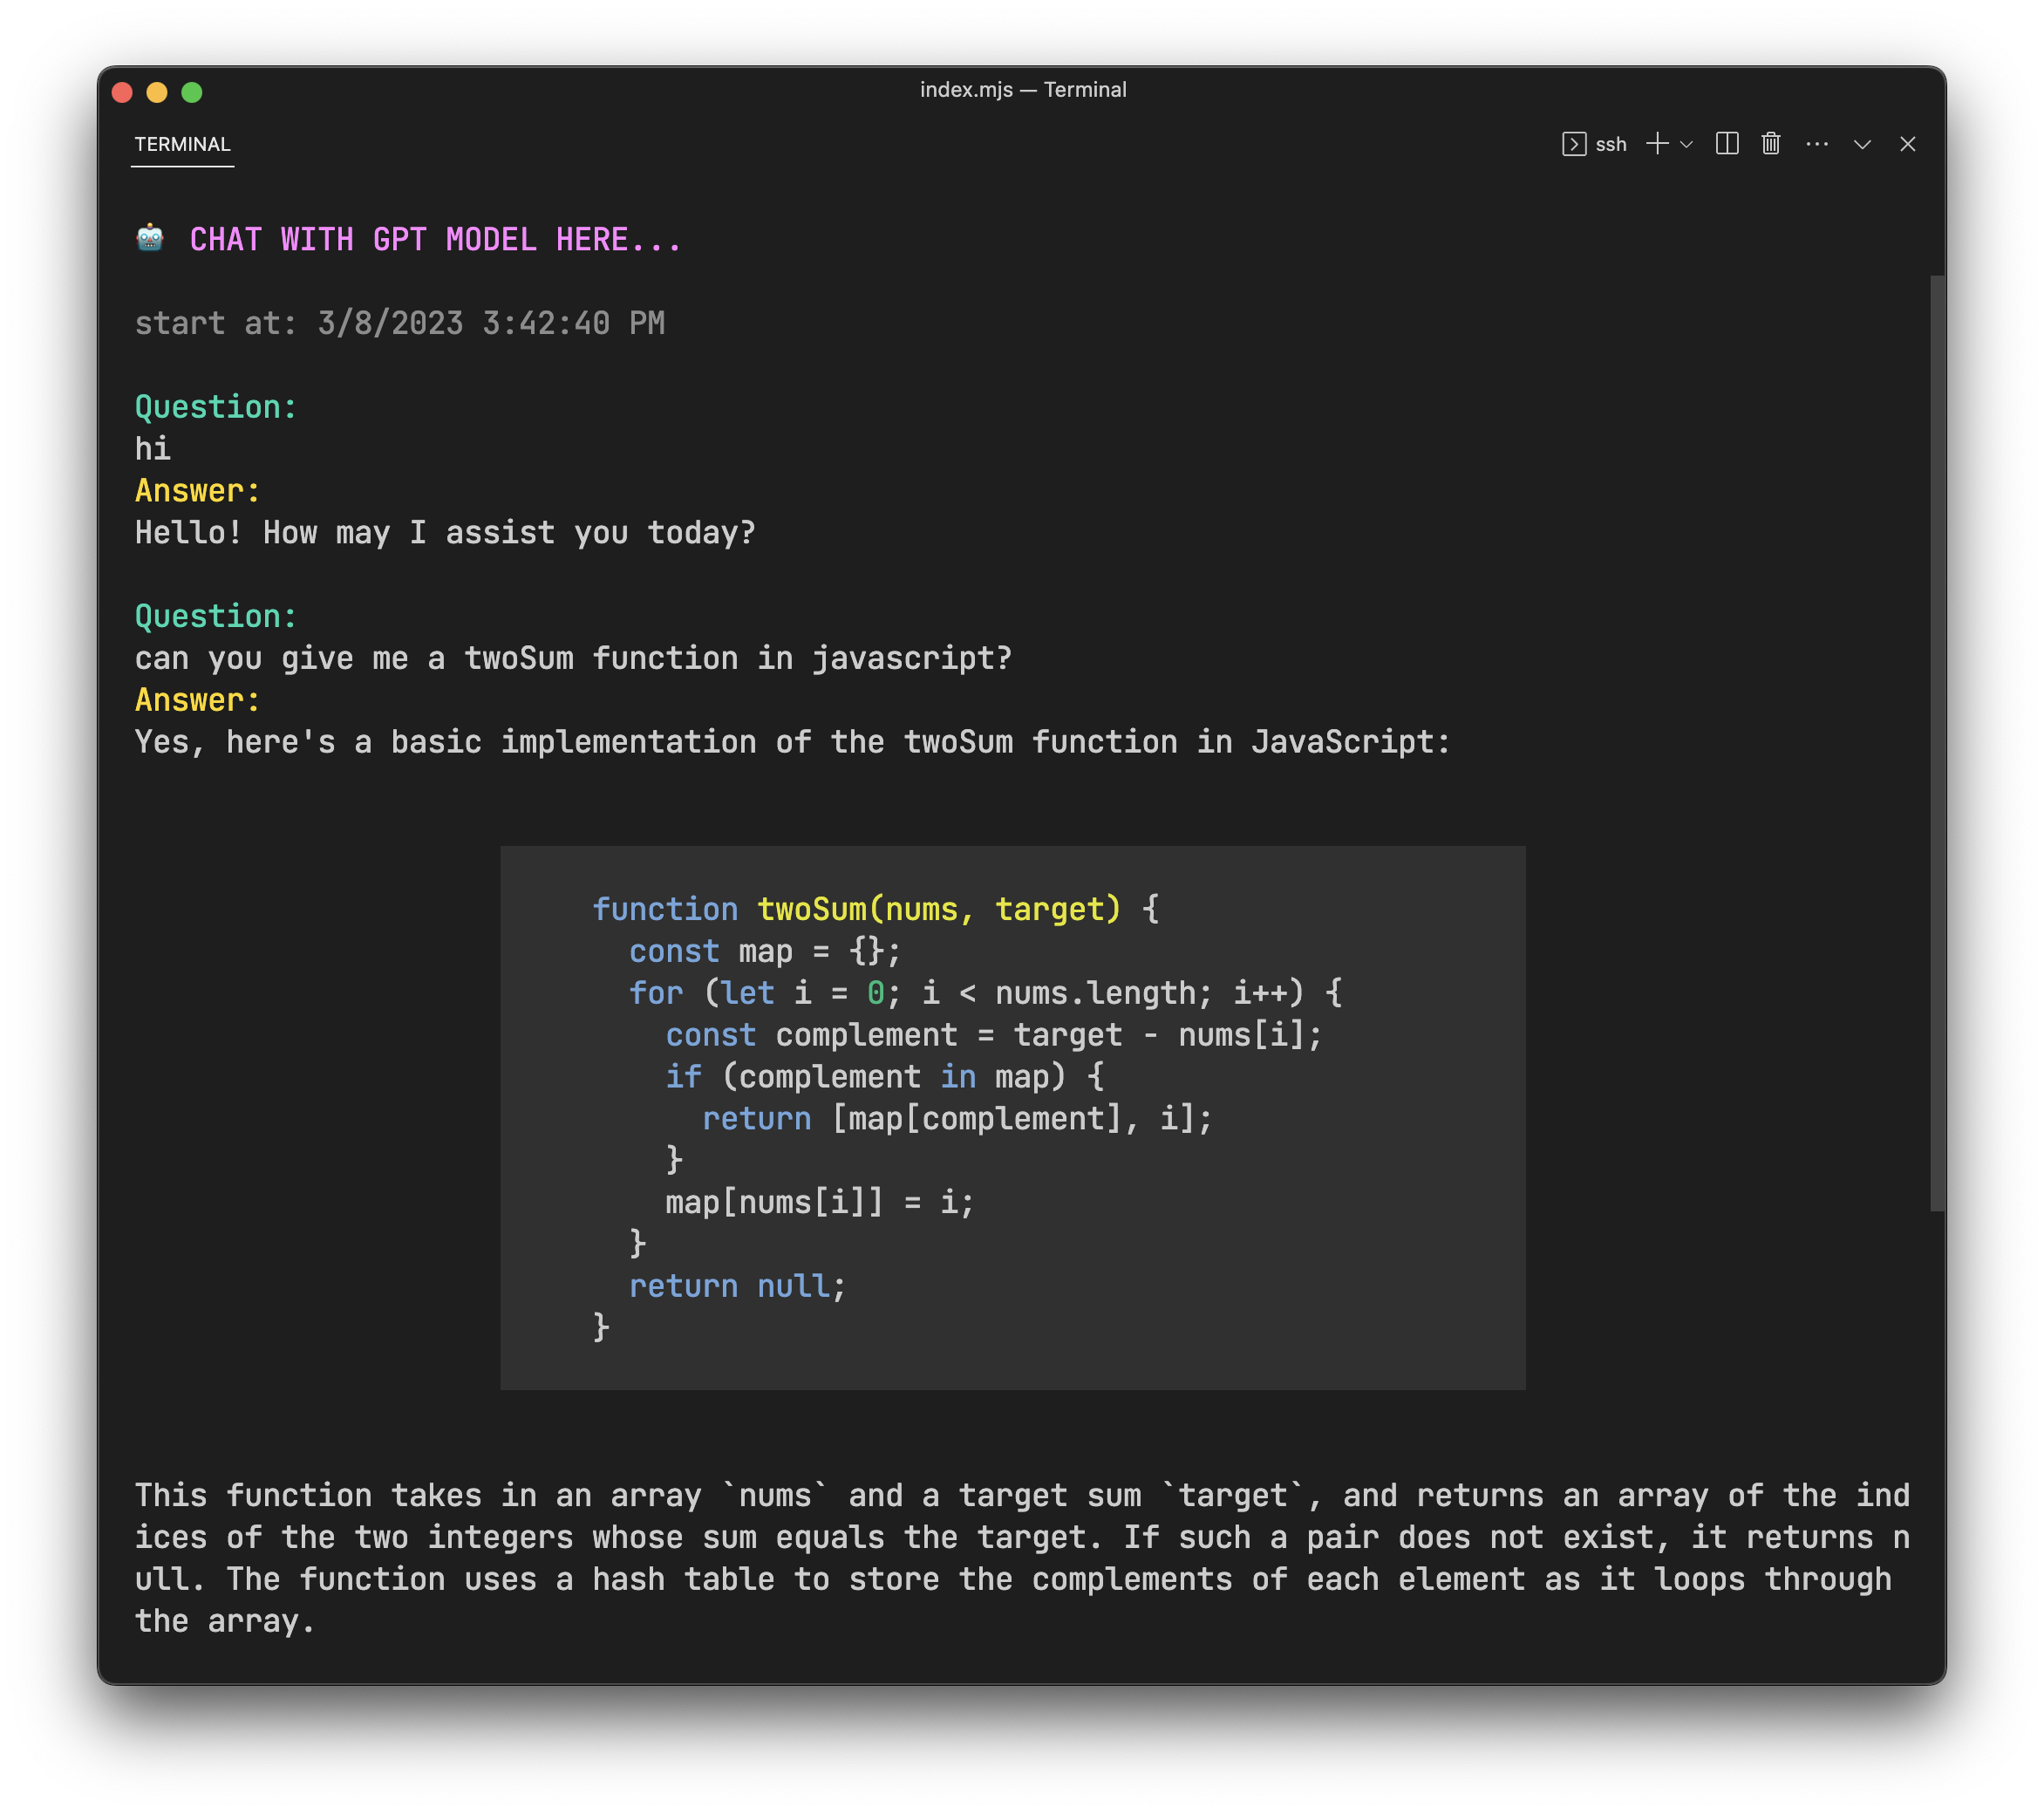 index.mjs — Terminal
TERMINAL
ssh
CHAT WITH GPT MODEL HERE...
start at: 3/8/2023 3:42:40 PM
Question:
hi
Answer:
Hello! How may I assist you today?
Question:
can you give me a twoSum function in javascript?
Answer:
Yes, here's a basic implementation of the twoSum function in JavaScript:
function twoSum(nums, target) {
  const map = {};
  for (let i = 0; i < nums.length; i++) {
    const complement = target - nums[i];
    if (complement in map) {
      return [map[complement], i];
    }
    map[nums[i]] = i;
  }
  return null;
}
This function takes in an array `nums` and a target sum `target`, and returns an array of the ind
ices of the two integers whose sum equals the target. If such a pair does not exist, it returns n
ull. The function uses a hash table to store the complements of each element as it loops through
the array.